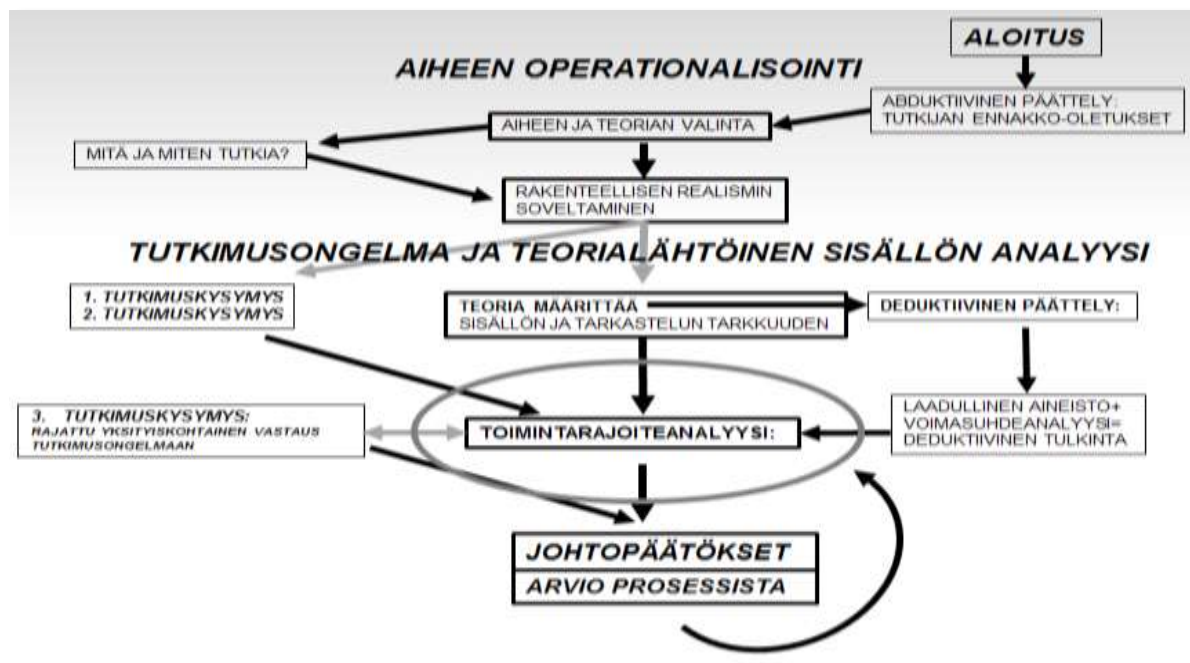 ALOITUS
AIHEEN OPERATIONALISOINTI
ABDUKTIIVINEN PÄÄTTELY:
TUTKIJAN ENNAKKO-OLETUKSET
AIHEEN JA TEORIAN VALINTA
MITÄ JA MITEN TUTKIA?
RAKENTEELLISEN REALISMIN
SOVELTAMINEN
TUTKIMUSONGELMA JA TEORIALÄHTÖINEN SISÄLLÖN ANALYYSI
1. TUTKIMUSKYSYMYS
2. TUTKIMUSKYSYMYS
TEORIA MÄÄRITTÄÄ
SISÄLLÖN JA TARKASTELUN TARKKUUDEN
DEDUKTIIVINEN PÄÄTTELY:
3. TUTKIMUSKYSYMYS:
RAJATTU YKSITYISKOHTAINEN VASTAUS
TUTKIMUSONGELMAAN
TOIMINTARAJOITEANALYYSI:
LAADULLINEN AINEISTO+
VOIMASUHDEANALYYSI=
DEDUKTIIVINEN TULKINTA
JOHTOPÄÄTÖKSET
ARVIO PROSESSISTA